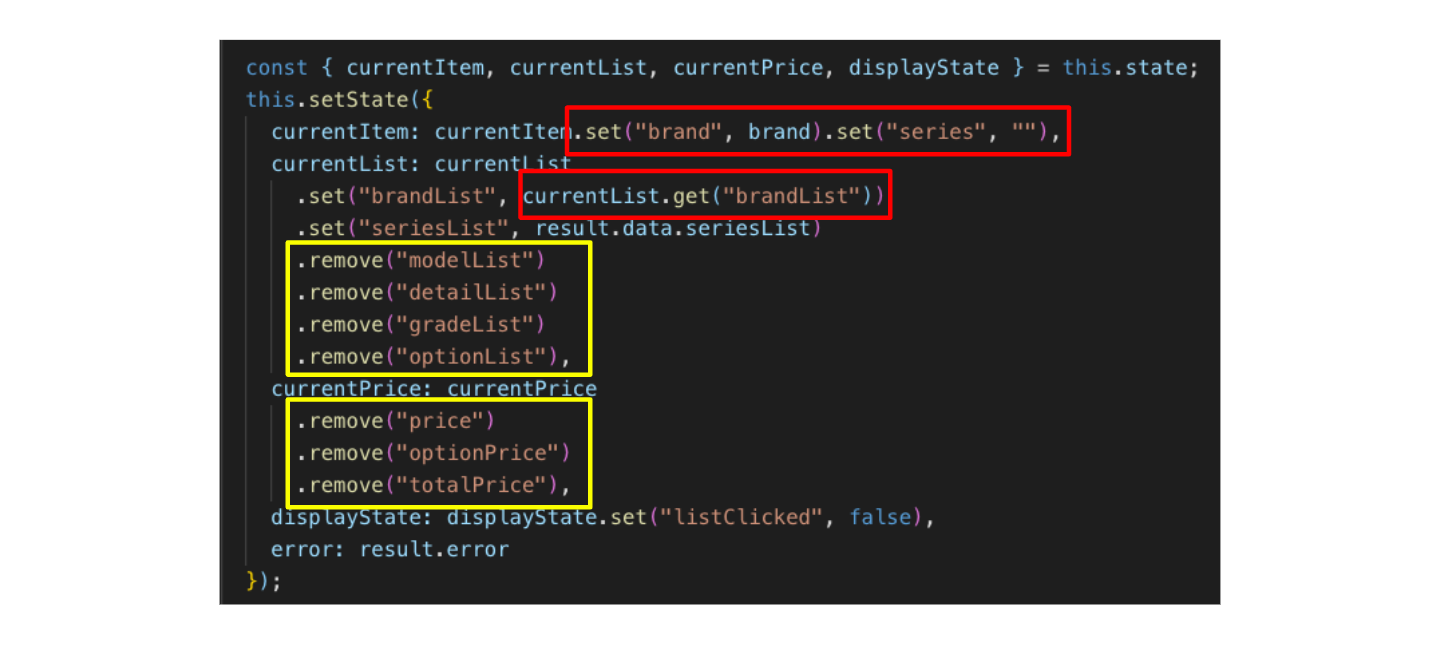 const { currentItem, currentList, currentPrice, displayState } = this.state;
this.setState({
currentItem: currentItem.set("brand", brand).set("series", ""),
currentList: currentList
.set("brandList", currentList.get("brandList"))
.set("seriesList", result.data.seriesList)
.remove("modelList")
.remove("detailList")
.remove("gradeList")
.remove("optionList"),
currentPrice: currentPrice
.remove("price")
.remove("optionPrice")
.remove("totalPrice"),
displayState: displayState.set("listClicked", false),
error: result.error
});